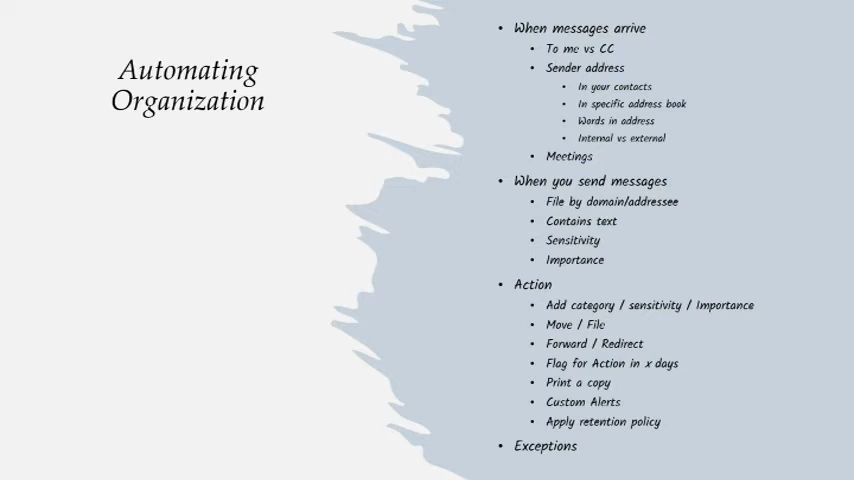 Automating
Organization
• When messages arrive
• To me vs CC
• Sender address
• In your contacts
• In specific address book
• Words in address
• Internal vs external
• Meetings
• When you send messages
• File by domain/addressee
• Contains text
• Sensitivity
• Importance
• Action
• Add category / sensitivity / Importance
• Move / File
• Forward / Redirect
• Flag for Action in x days
• Print a copy
• Custom Alerts
• Apply retention policy
• Exceptions